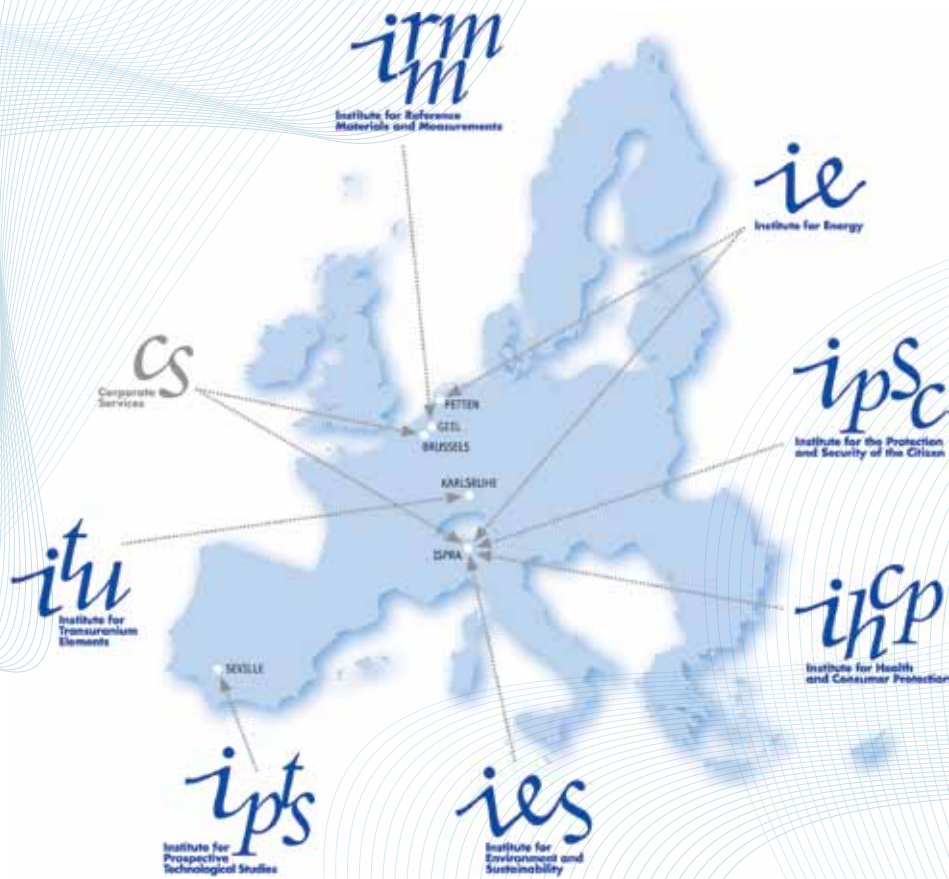 irmm
Institute for Reference
Materials and Measurements
ie
Institute for Energy
cs
Corporate
Services
ipsc
Institute for the Protection
and Security of the Citizen
PETTEN
GEEL
BRUSSELS
KARLSRUHE
ISPRA
itu
Institute for
Transuranium
Elements
ihcp
Institute for Health
and Consumer Protection
SEVILLE
ipts
Institute for
Prospective
Technological Studies
ies
Institute for
Environment and
Sustainability